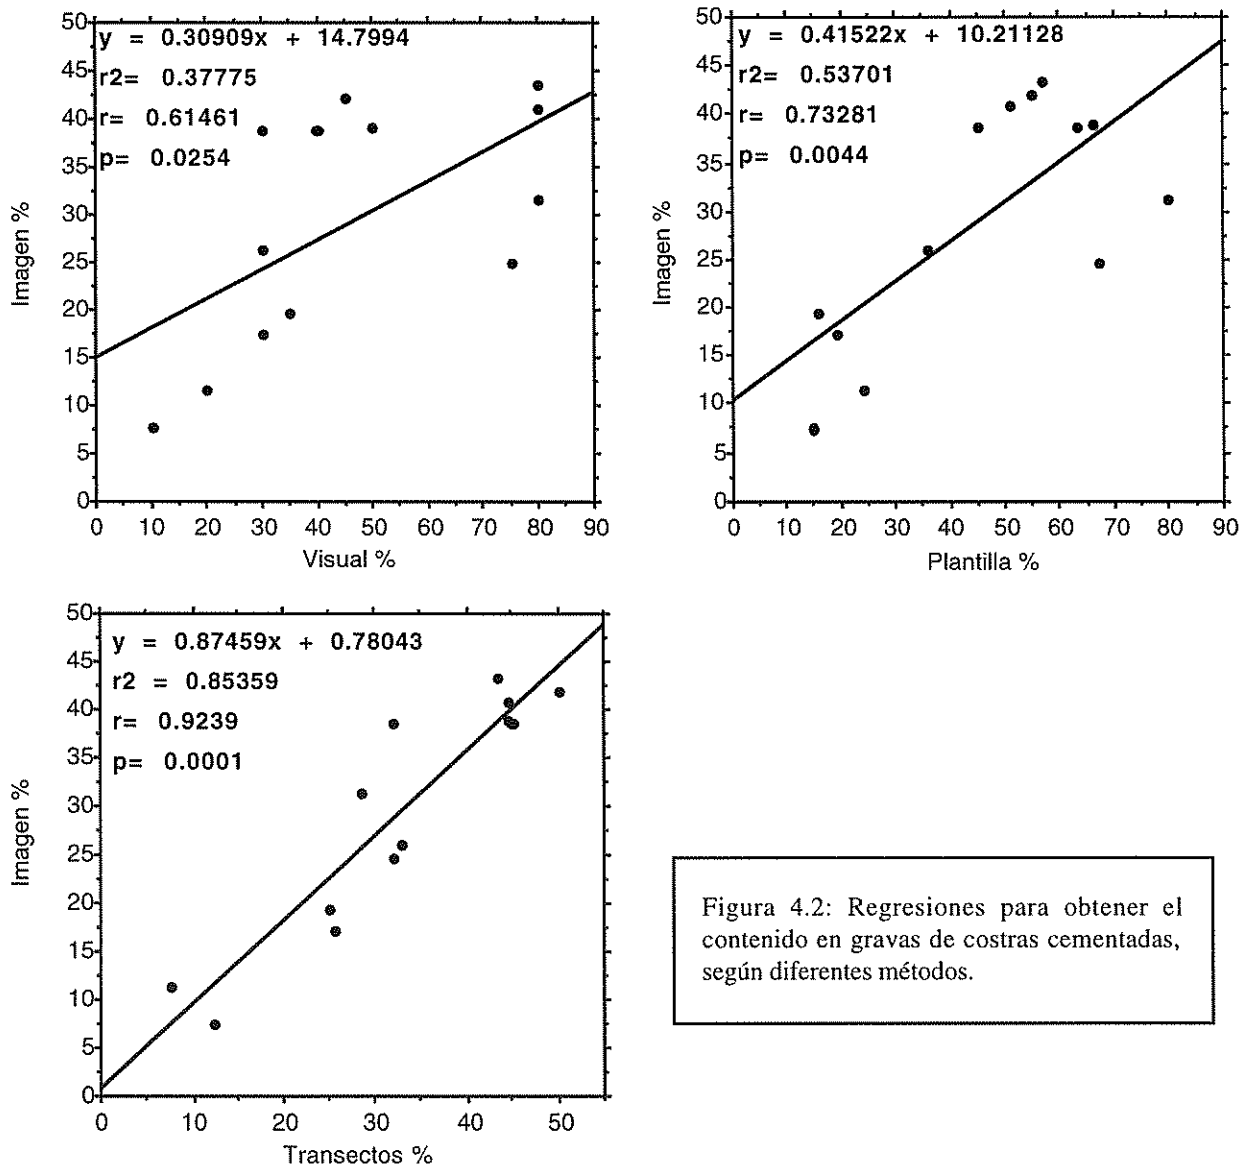 50
45
40
35
30
25
20
15
10
5
0
Imagen %
y = 0.30909x + 14.7994
r2= 0.37775
r= 0.61461
p= 0.0254
0 10 20 30 40 50 60 70 80 90
Visual %
50
45
40
35
30
25
20
15
10
5
0
Imagen %
y = 0.41522x + 10.21128
r2= 0.53701
r= 0.73281
p= 0.0044
0 10 20 30 40 50 60 70 80 90
Plantilla %
50
45
40
35
30
25
20
15
10
5
0
Imagen %
y = 0.87459x + 0.78043
r2 = 0.85359
r= 0.9239
p= 0.0001
0 10 20 30 40 50
Transectos %
Figura 4.2: Regresiones para obtener el
contenido en gravas de costras cementadas,
según diferentes métodos.